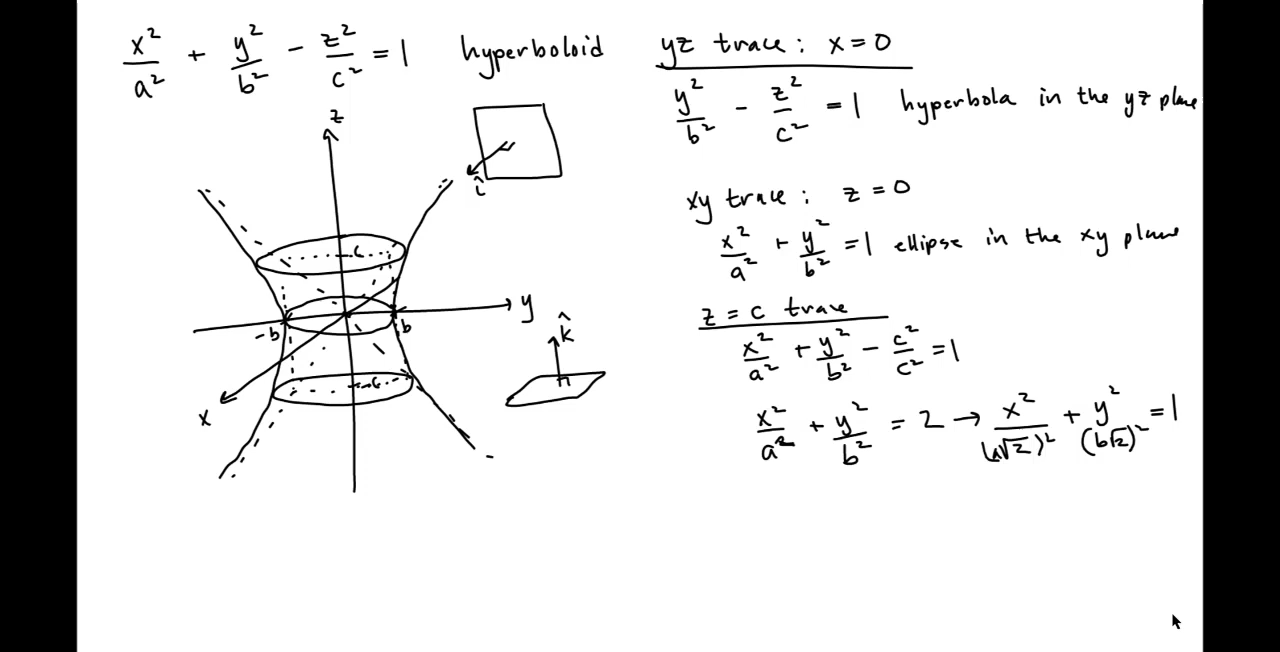 x²/a² + y²/b² - z²/c² = 1 hyperboloid
z
î
c
y
-b
b
k̂
x
-c
yz trace: x = 0
y²/b² - z²/c² = 1 hyperbola in the yz plane
xy trace: z = 0
x²/a² + y²/b² = 1 ellipse in the xy plane
z = c trace
x²/a² + y²/b² - c²/c² = 1
x²/a² + y²/b² = 2 → x²/(a√2)² + y²/(b√2)² = 1